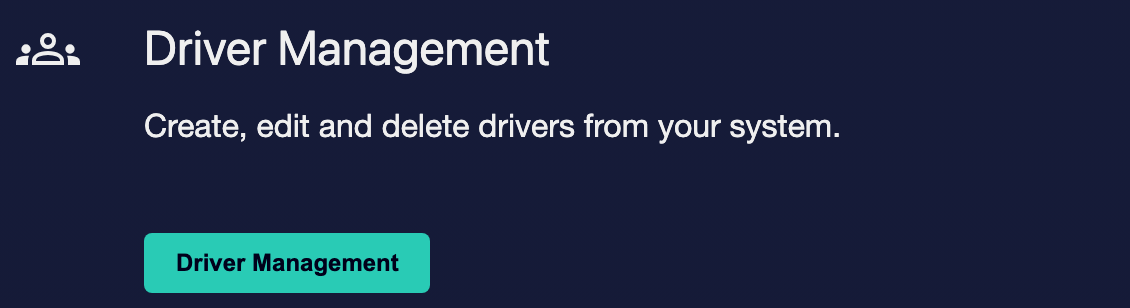 Driver Management
Create, edit and delete drivers from your system.
Driver Management